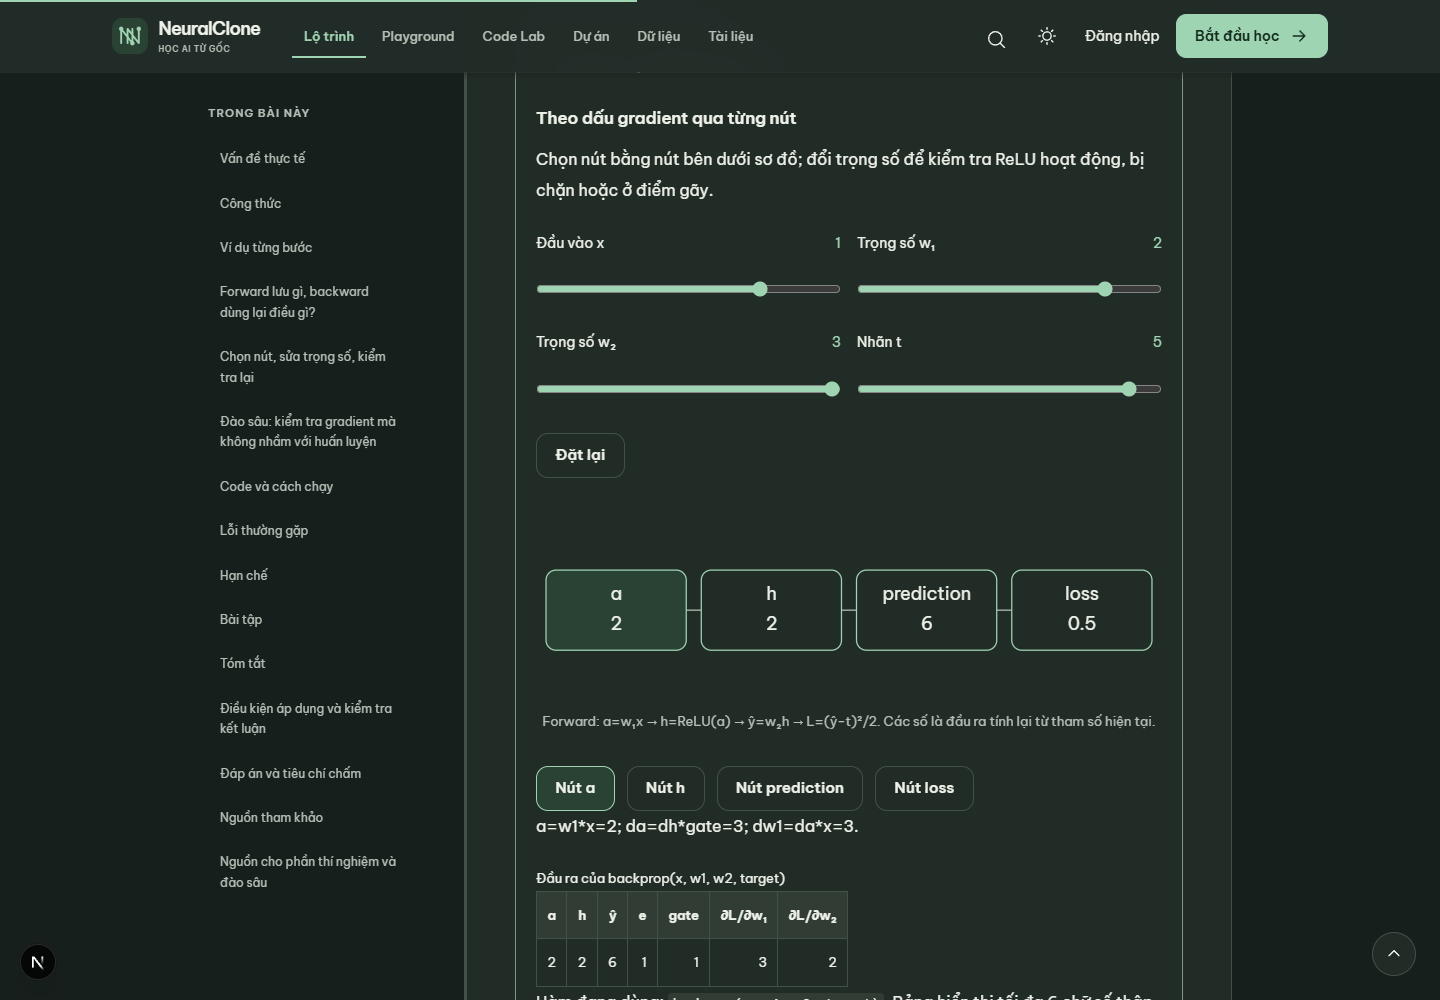 NeuralClone
HỌC AI TỪ GỐC
Lộ trình
Playground
Code Lab
Dự án
Dữ liệu
Tài liệu
Đăng nhập
Bắt đầu học
TRONG BÀI NÀY
Vấn đề thực tế
Công thức
Ví dụ từng bước
Forward lưu gì, backward
dùng lại điều gì?
Chọn nút, sửa trọng số, kiểm
tra lại
Đào sâu: kiểm tra gradient mà
không nhầm với huấn luyện
Code và cách chạy
Lỗi thường gặp
Hạn chế
Bài tập
Tóm tắt
Điều kiện áp dụng và kiểm tra
kết luận
Đáp án và tiêu chí chấm
Nguồn tham khảo
Nguồn cho phần thí nghiệm và
đào sâu
Theo dấu gradient qua từng nút
Chọn nút bằng nút bên dưới sơ đồ; đổi trọng số để kiểm tra ReLU hoạt động, bị
chặn hoặc ở điểm gãy.
Đầu vào x 1
Trọng số w₁ 2
Trọng số w₂ 3
Nhãn t 5
Đặt lại
a
2
h
2
prediction
6
loss
0.5
Forward: a=w₁x→h=ReLU(a)→ŷ=w₂h→L=(ŷ−t)²/2. Các số là đầu ra tính lại từ tham số hiện tại.
Nút a
Nút h
Nút prediction
Nút loss
a=w1*x=2; da=dh*gate=3; dw1=da*x=3.
Đầu ra của backprop(x, w1, w2, target)
a h ŷ e gate ∂L/∂w₁ ∂L/∂w₂
2 2 6 1 1 3 2